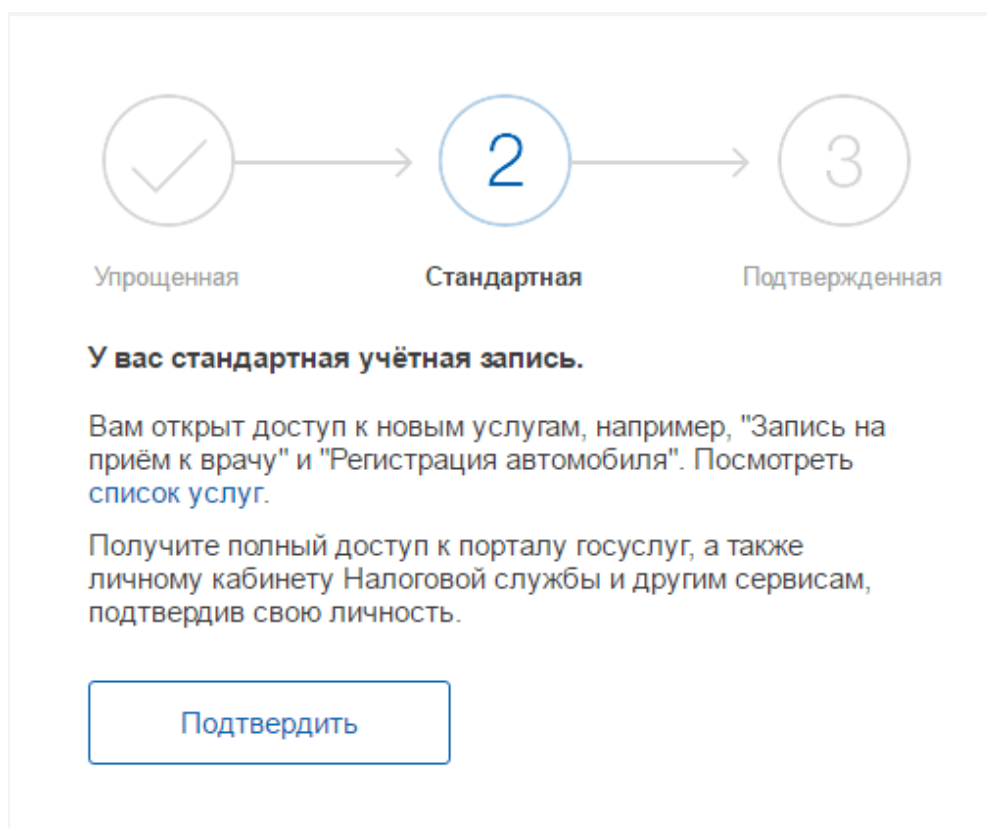 2
3
Упрощенная
Стандартная
Подтвержденная
У вас стандартная учётная запись.
Вам открыт доступ к новым услугам, например, "Запись на
приём к врачу" и "Регистрация автомобиля". Посмотреть
список услуг.
Получите полный доступ к порталу госуслуг, а также
личному кабинету Налоговой службы и другим сервисам,
подтвердив свою личность.
Подтвердить